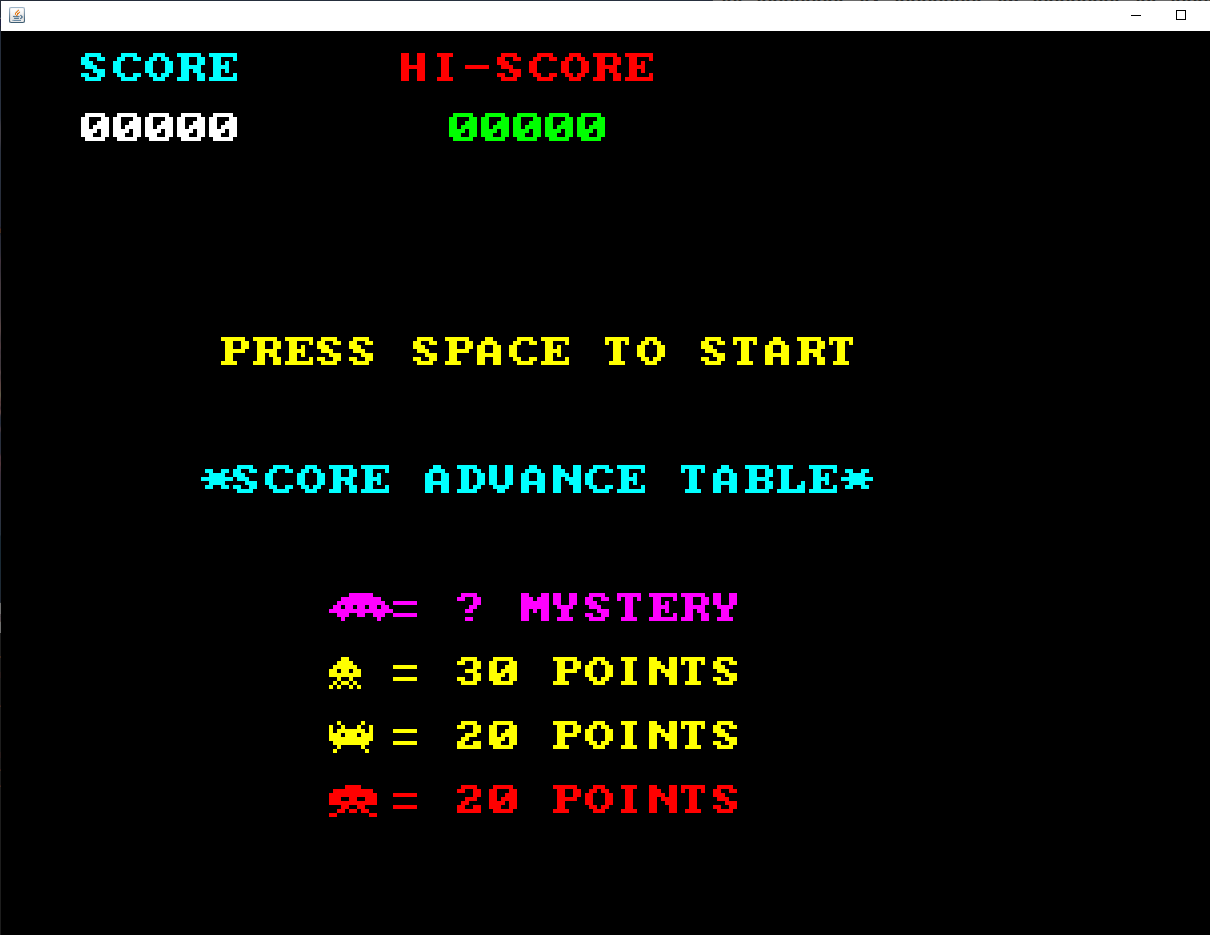 SCORE HI-SCORE
00000 00000
PRESS SPACE TO START
*SCORE ADVANCE TABLE*
= ? MYSTERY
= 30 POINTS
= 20 POINTS
= 20 POINTS